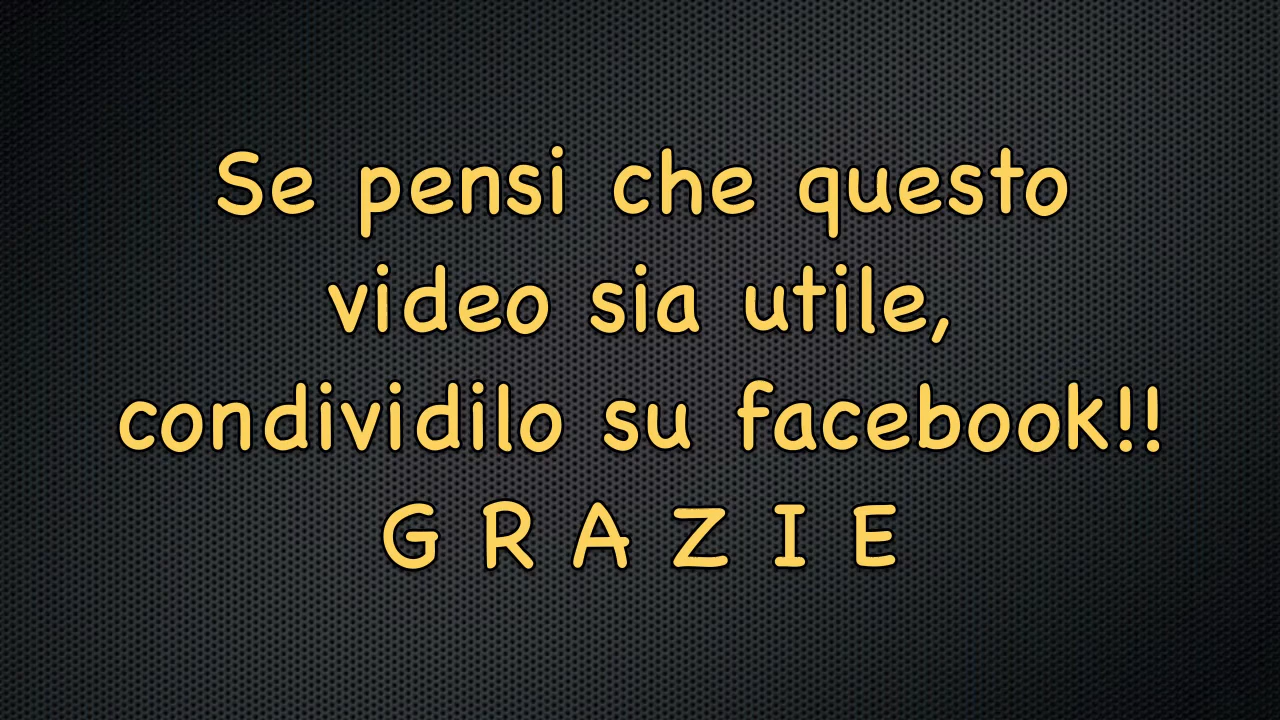 Se pensi che questo
video sia utile,
condividilo su facebook!!
G R A Z I E